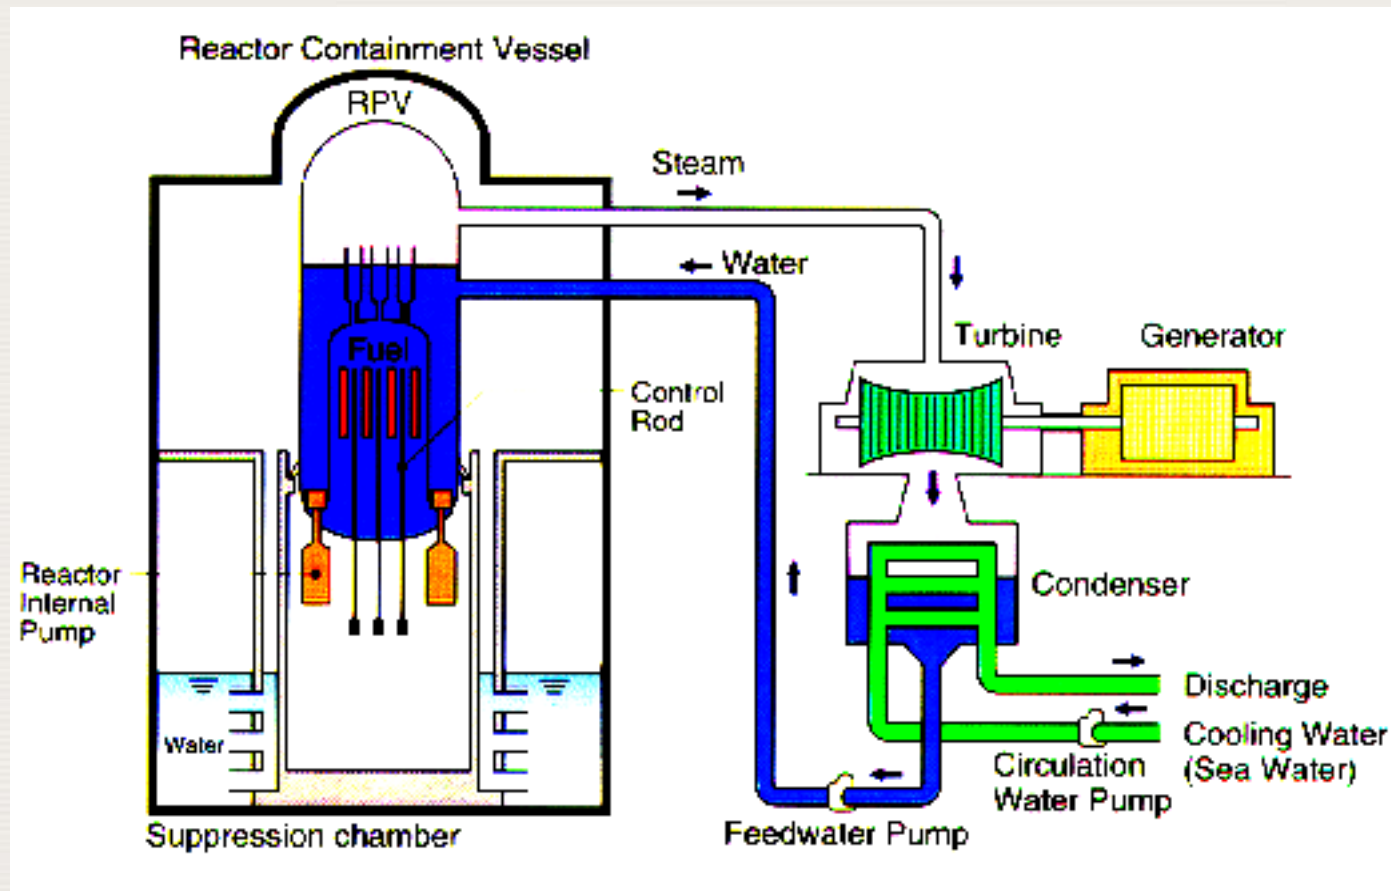 Reactor Containment Vessel
RPV
Steam
Water
Turbine
Generator
Fuel
Control
Rod
Reactor
Internal
Pump
Condenser
Discharge
Cooling Water
(Sea Water)
Water
Circulation
Water Pump
Suppression chamber
Feedwater Pump